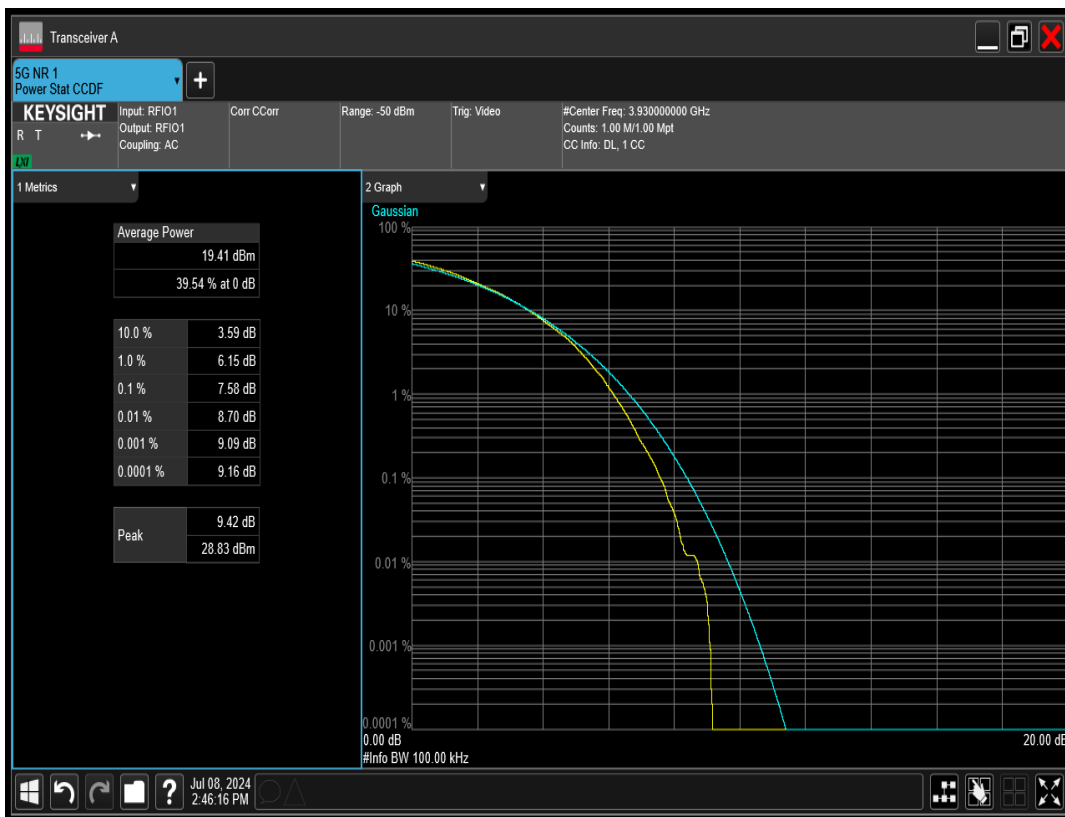 Transceiver A
5G NR 1
Power Stat CCDF
+
KEYSIGHT
R T
LXI
Input: RFIO1
Output: RFIO1
Coupling: AC
Corr CCorr
Range: -50 dBm
Trig: Video
#Center Freq: 3.930000000 GHz
Counts: 1.00 M/1.00 Mpt
CC Info: DL, 1 CC
1 Metrics
Average Power
19.41 dBm
39.54 % at 0 dB
10.0 % 3.59 dB
1.0 % 6.15 dB
0.1 % 7.58 dB
0.01 % 8.70 dB
0.001 % 9.09 dB
0.0001 % 9.16 dB
Peak
9.42 dB
28.83 dBm
2 Graph
Gaussian
100 %
10 %
1 %
0.1 %
0.01 %
0.001 %
0.0001 %
0.00 dB 20.00 dB
#Info BW 100.00 kHz
?
Jul 08, 2024
2:46:16 PM